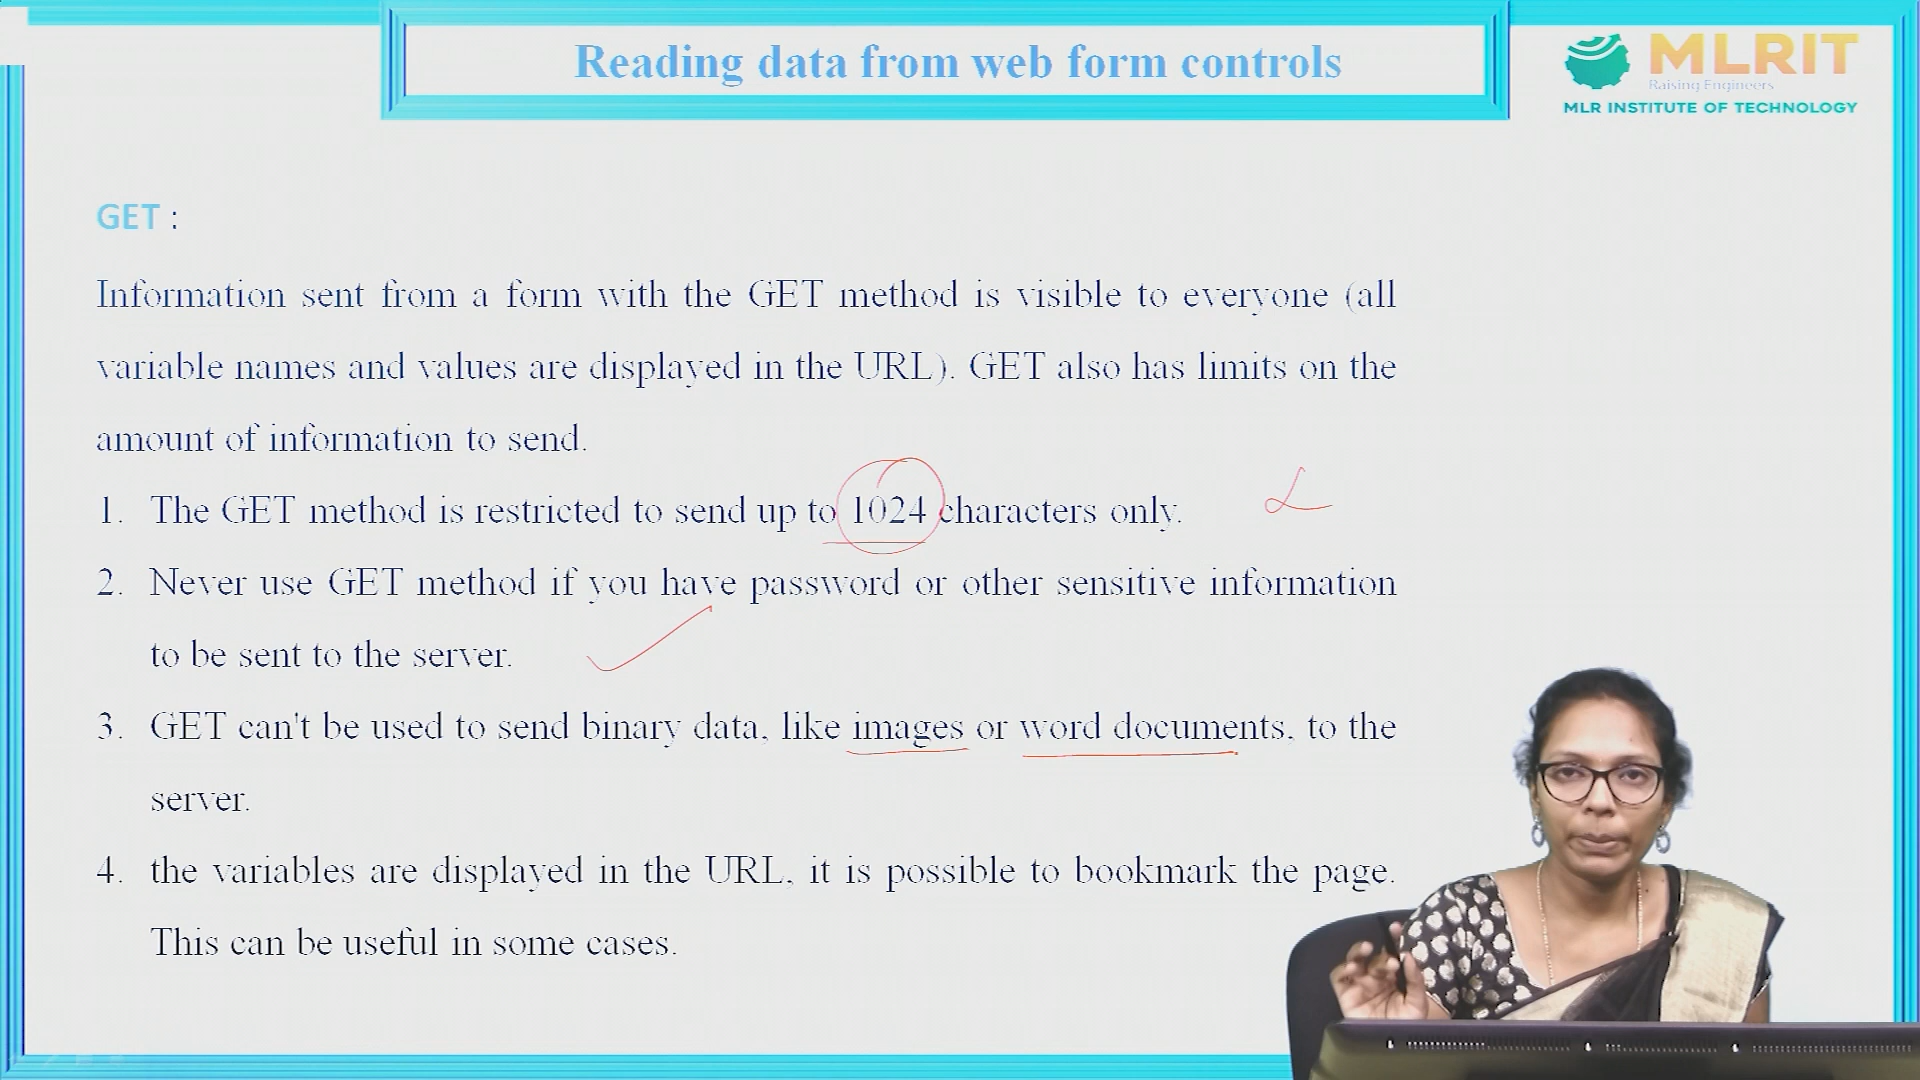 Reading data from web form controls
MLRIT
Raising Engineers
MLR INSTITUTE OF TECHNOLOGY
GET :
Information sent from a form with the GET method is visible to everyone (all
variable names and values are displayed in the URL). GET also has limits on the
amount of information to send.
1. The GET method is restricted to send up to 1024 characters only.
2. Never use GET method if you have password or other sensitive information
to be sent to the server.
3. GET can't be used to send binary data, like images or word documents, to the
server.
4. the variables are displayed in the URL, it is possible to bookmark the page.
This can be useful in some cases.